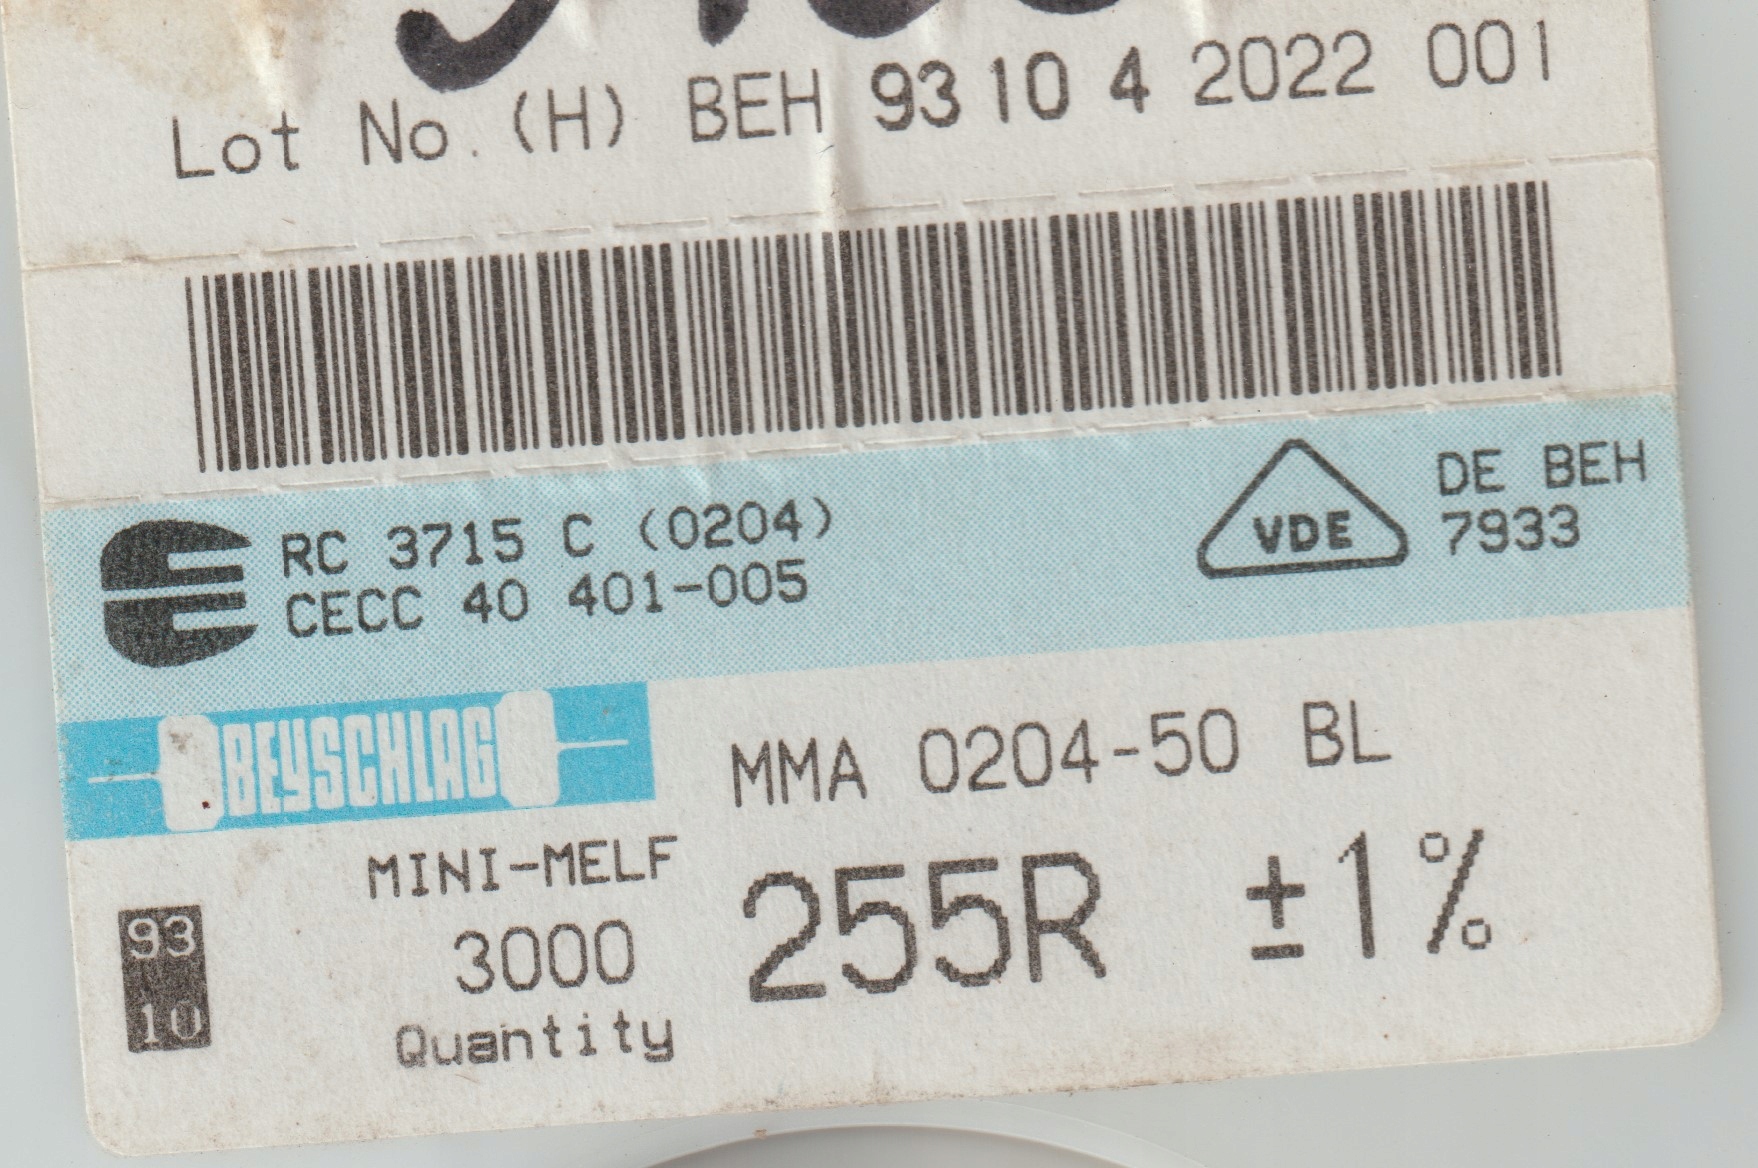 Lot No. (H) BEH 93 10 4 2022 001
RC 3715 C (0204)
CECC 40 401-005
VDE
DE BEH
7933
BEYSCHLAG
MMA 0204-50 BL
MINI-MELF
255R ±1%
3000
Quantity
93
10